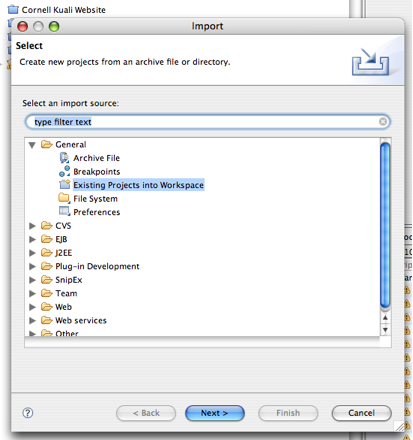 Cornell Kuali Website
Import
Select
Create new projects from an archive file or directory.
Select an import source:
type filter text
General
Archive File
Breakpoints
Existing Projects into Workspace
File System
Preferences
CVS
EJB
J2EE
Plug-in Development
SnipEx
Team
Web
Web services
Other
?
< Back
Next >
Finish
Cancel